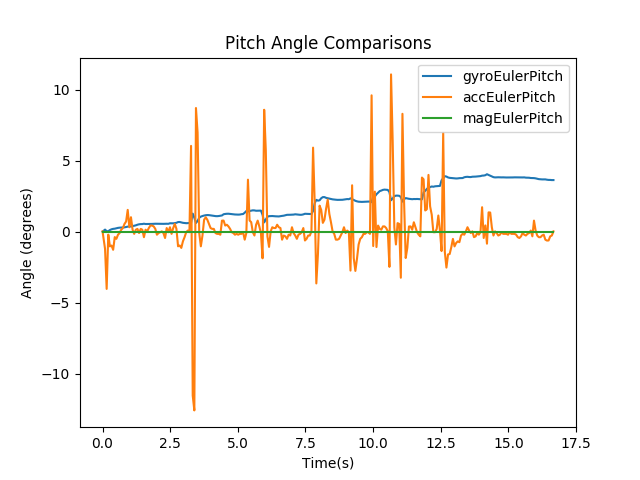 Pitch Angle Comparisons
gyroEulerPitch
accEulerPitch
magEulerPitch
Angle (degrees)
10
5
0
−5
−10
0.0 2.5 5.0 7.5 10.0 12.5 15.0 17.5
Time(s)